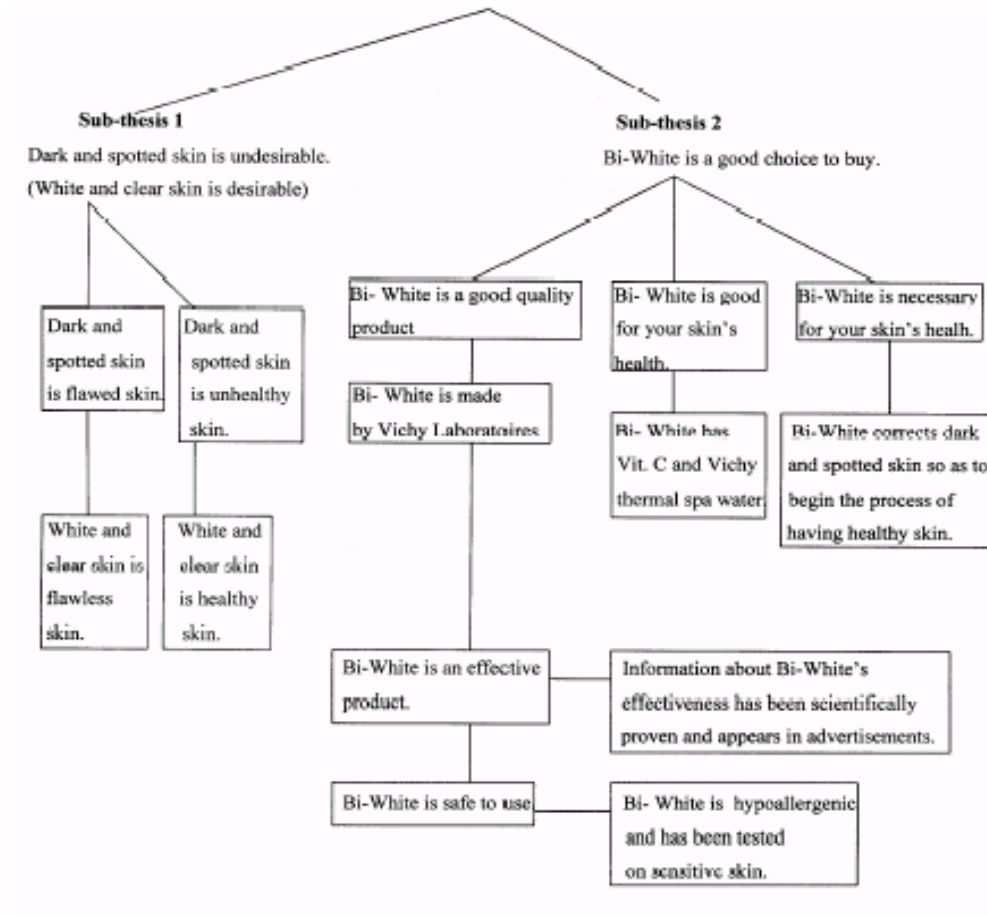 Sub-thesis 1
Dark and spotted skin is undesirable.
(White and clear skin is desirable)
Sub-thesis 2
Bi-White is a good choice to buy.
Dark and
spotted skin
is flawed skin.
Dark and
spotted skin
is unhealthy
skin.
White and
clear skin is
flawless
skin.
White and
clear skin
is healthy
skin.
Bi- White is a good quality
product
Bi- White is made
by Vichy Laboratoires
Bi- White is good
for your skin's
health.
Bi- White has
Vit. C and Vichy
thermal spa water.
Bi-White is necessary
for your skin's healh.
Bi-White corrects dark
and spotted skin so as to
begin the process of
having healthy skin.
Bi-White is an effective
product.
Information about Bi-White's
effectiveness has been scientifically
proven and appears in advertisements.
Bi-White is safe to use
Bi- White is hypoallergenic
and has been tested
on sensitive skin.